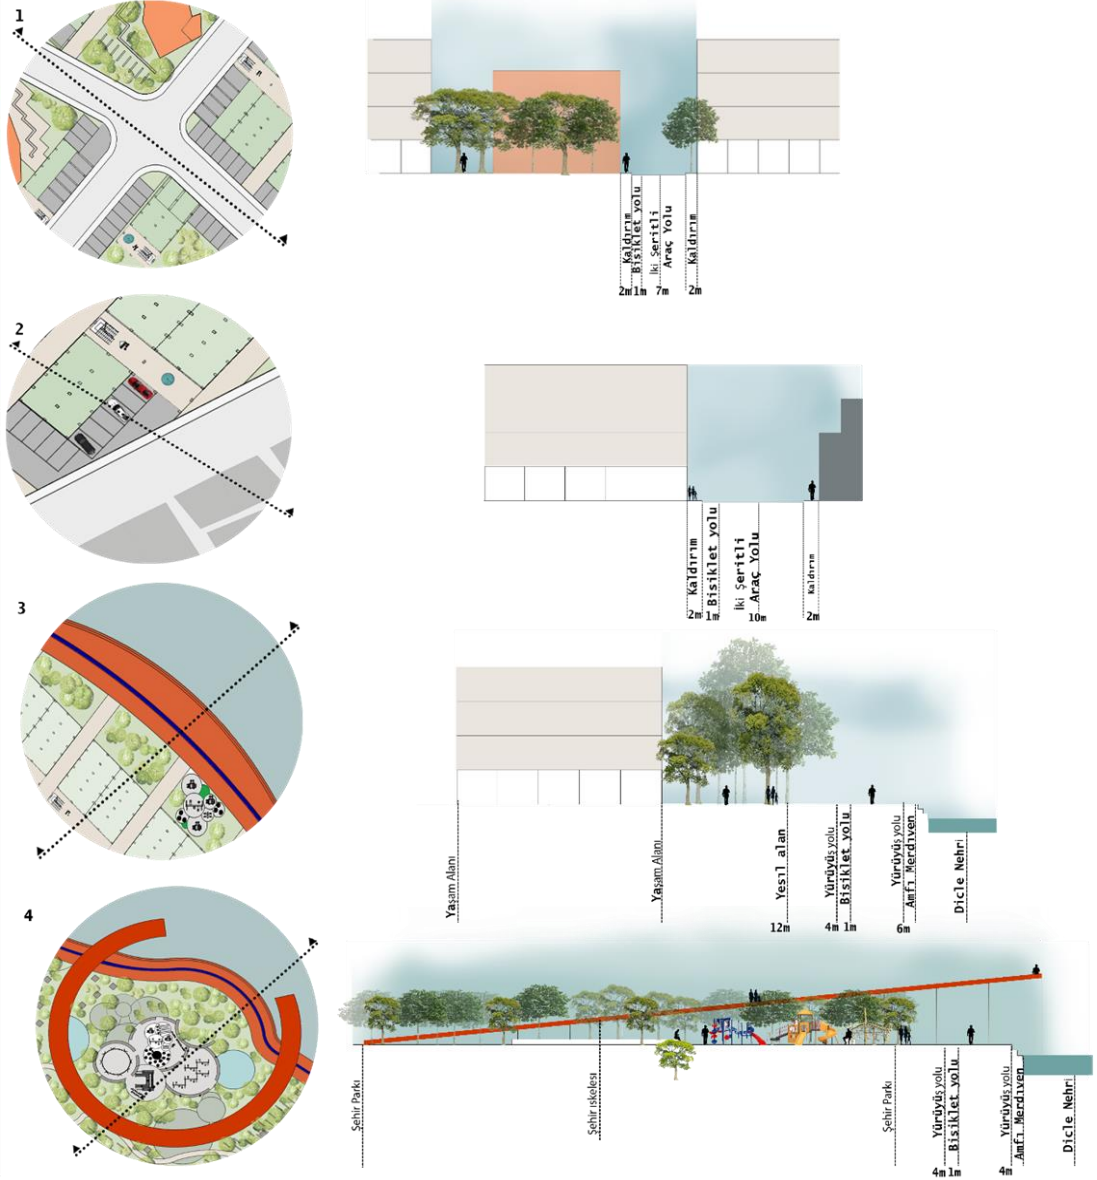 1
Kaldırım
Bisiklet yolu
İki Şeritli
Araç Yolu
Kaldırım
2m 1m 7m 2m
2
Kaldırım
Bisiklet yolu
İki Şeritli
Araç Yolu
Kaldırım
2m 1m 10m 2m
3
Yaşam Alanı
Yaşam Alanı
Yesıl alan
Yürüyüş yolu
Bisiklet yolu
Yürüyüş yolu
Amfi Merdiven
Dicle Nehri
12m 4m 1m 6m
4
Şehir Parkı
Şehir ıskelesi
Şehir Parkı
Yürüyüş yolu
Bisiklet yolu
Yürüyüş yolu
Amfi Merdiven
Dicle Nehri
4m 1m 4m